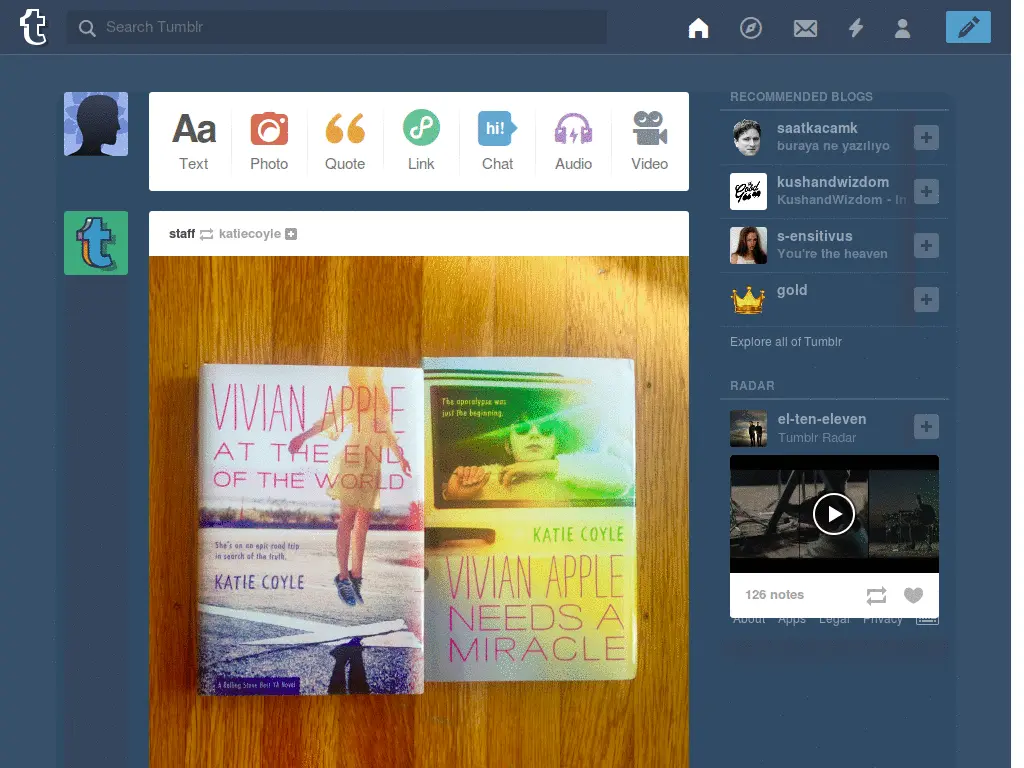 t
Search Tumblr
Aa
hi!
Text
Photo
Quote
Link
Chat
Audio
Video
staff katiecoyle
VIVIAN APPLE
AT THE END
OF THE WORLD
She's on an epic road trip
in search of the truth.
KATIE COYLE
A Rolling Stone Best YA Novel
The apocalypse was
just the beginning.
KATIE COYLE
VIVIAN APPLE
NEEDS A
MIRACLE
RECOMMENDED BLOGS
saatkacamk
buraya ne yazılıyo
kushandwizdom
KushandWizdom - In
s-ensitivus
You're the heaven
gold
Explore all of Tumblr
RADAR
el-ten-eleven
Tumblr Radar
126 notes
About Apps Legal Privacy